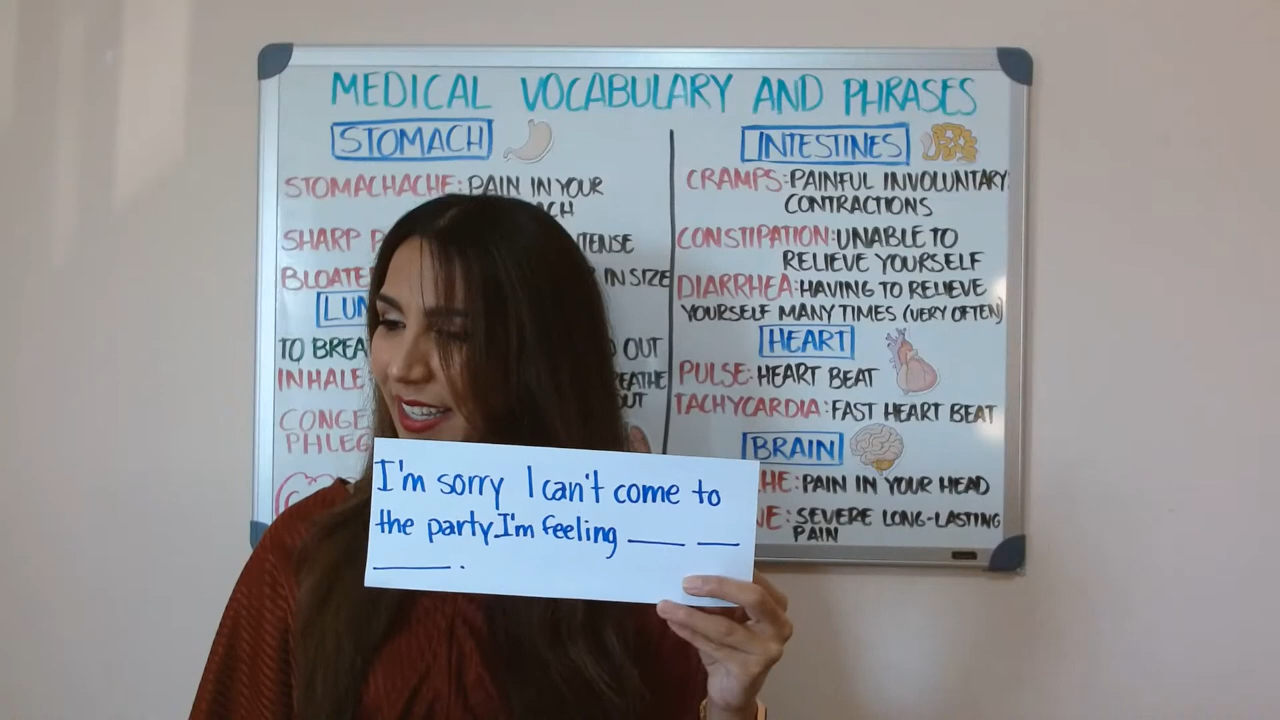 MEDICAL VOCABULARY AND PHRASES
STOMACH
STOMACHACHE: PAIN IN YOUR
SHARP
IN SIZE
TO
OUT
INHALE
OUT
INTESTINES
CRAMPS: PAINFUL INVOLUNTARY
CONTRACTIONS
CONSTIPATION: UNABLE TO
RELIEVE YOURSELF
DIARRHEA: HAVING TO RELIEVE
YOURSELF MANY TIMES (VERY OFTEN)
HEART
PULSE: HEART BEAT
TACHYCARDIA: FAST HEART BEAT
BRAIN
PAIN IN YOUR HEAD
SEVERE LONG-LASTING
PAIN
I'm sorry I can't come to
the party. I'm feeling ____ ___
_____.